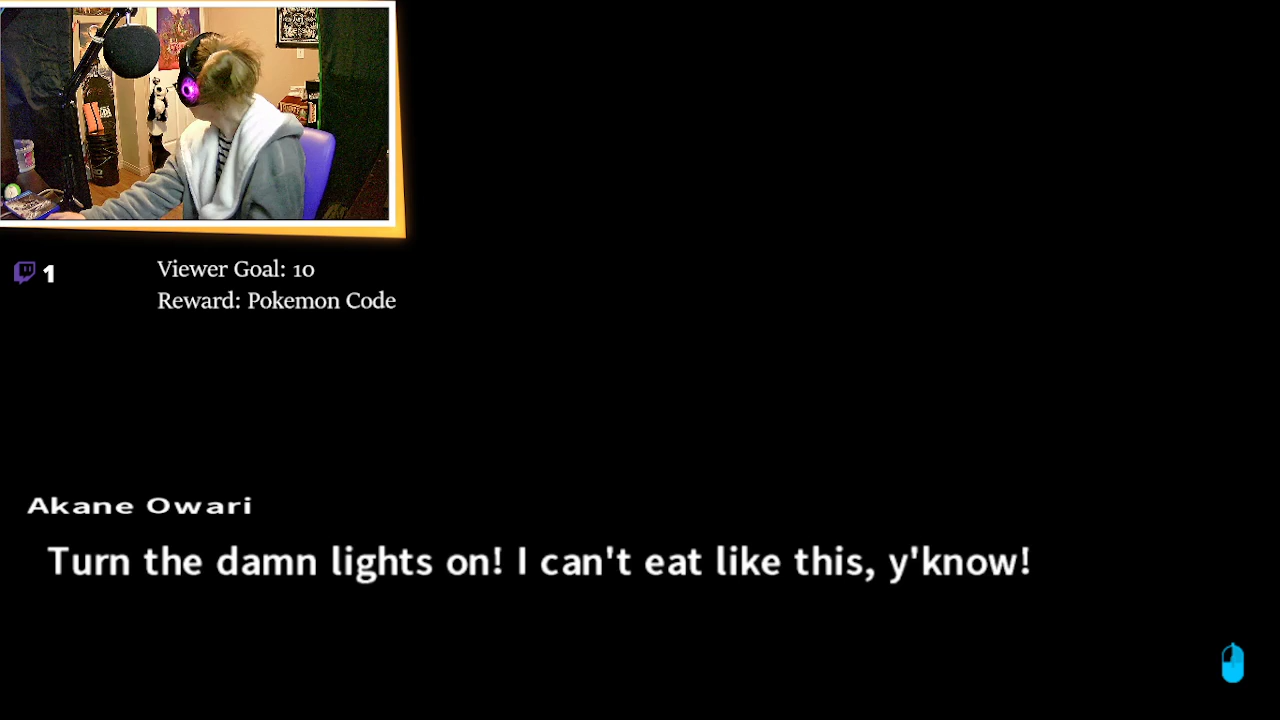 1
Viewer Goal: 10
Reward: Pokemon Code
Akane Owari
Turn the damn lights on! I can't eat like this, y'know!